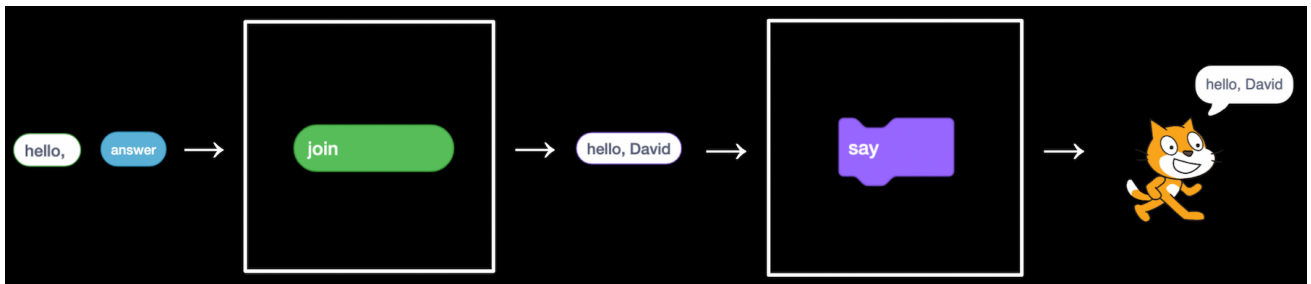 hello,
answer
join
hello, David
say
hello, David